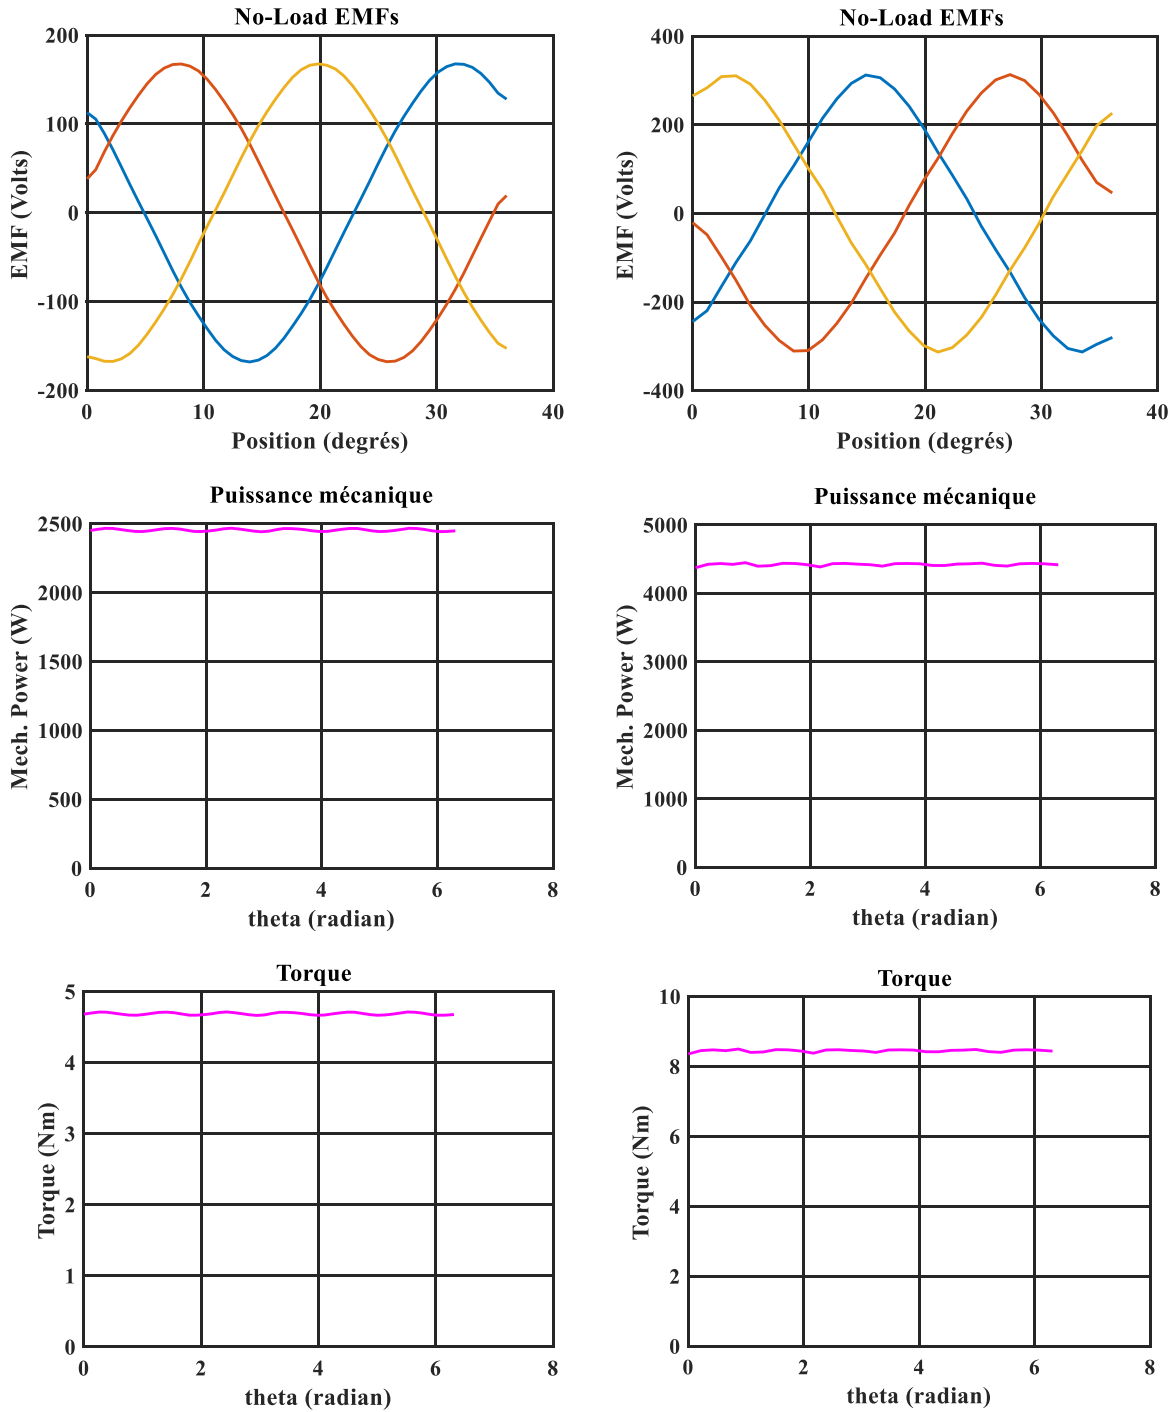 No-Load EMFs
200
100
0
-100
-200
0 10 20 30 40
EMF (Volts)
Position (degrés)
No-Load EMFs
400
200
0
-200
-400
0 10 20 30 40
EMF (Volts)
Position (degrés)
Puissance mécanique
2500
2000
1500
1000
500
0
0 2 4 6 8
Mech. Power (W)
theta (radian)
Puissance mécanique
5000
4000
3000
2000
1000
0
0 2 4 6 8
Mech. Power (W)
theta (radian)
Torque
5
4
3
2
1
0
0 2 4 6 8
Torque (Nm)
theta (radian)
Torque
10
8
6
4
2
0
0 2 4 6 8
Torque (Nm)
theta (radian)